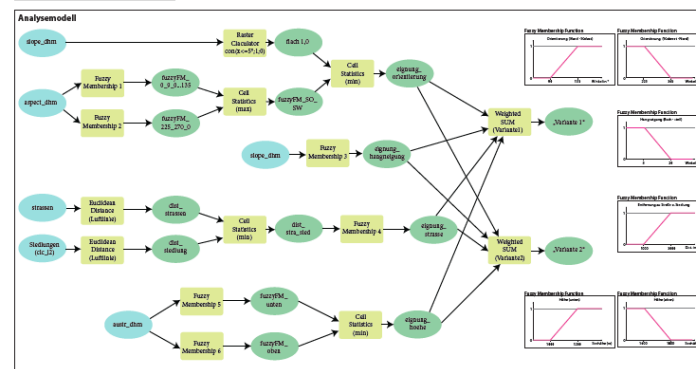 Analysemodell
slope_dhm
Raster
Claculator
con(x<=3°;1;0)
flach 1,0
Cell
Statistics
(min)
eignung_
orientierung
aspect_dhm
Fuzzy
Membership 1
fuzzyFM_
Fuzzy
Membership 2
fuzzyFM_
225_270_0
Cell
Statistics
(max)
fuzzyFM_SO_
SW
slope_dhm
Fuzzy
Membership 3
eignung_
hangneigung
Weighted
SUM
(Variante1)
„Variante 1“
strassen
Euclidean
Distance
(Luftlinie)
dist_
strassen
Siedlungen
(clc_12)
Euclidean
Distance
(Luftlinie)
dist_
siedlung
Cell
Statistics
(min)
dist_
stra_sied
Fuzzy
Membership 4
eignung_
strasse
Weighted
SUM
(Variante2)
„Variante 2“
austr_dhm
Fuzzy
Membership 5
fuzzyFM_
unten
Fuzzy
Membership 6
fuzzyFM_
oben
Cell
Statistics
(min)
eignung_
hoehe
Fuzzy Membership Function
Fuzzy Membership Function
Fuzzy Membership Function
Fuzzy Membership Function
Fuzzy Membership Function
Fuzzy Membership Function
Höhe (unten)